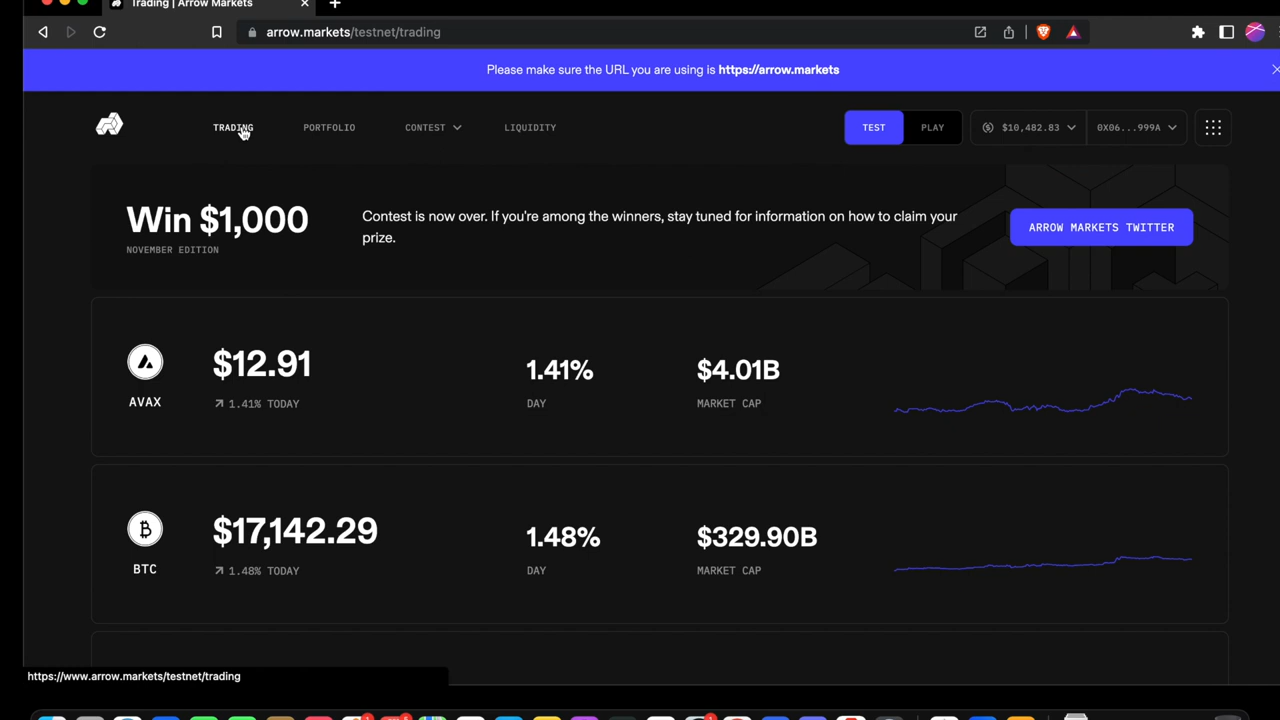 Trading | Arrow Markets
arrow.markets/testnet/trading
Please make sure the URL you are using is https://arrow.markets
TRADING
PORTFOLIO
CONTEST
LIQUIDITY
TEST
PLAY
$10,482.83
0X06...999A
Win $1,000
NOVEMBER EDITION
Contest is now over. If you're among the winners, stay tuned for information on how to claim your
prize.
ARROW MARKETS TWITTER
AVAX
$12.91
1.41% TODAY
1.41%
DAY
$4.01B
MARKET CAP
BTC
$17,142.29
1.48% TODAY
1.48%
DAY
$329.90B
MARKET CAP
https://www.arrow.markets/testnet/trading